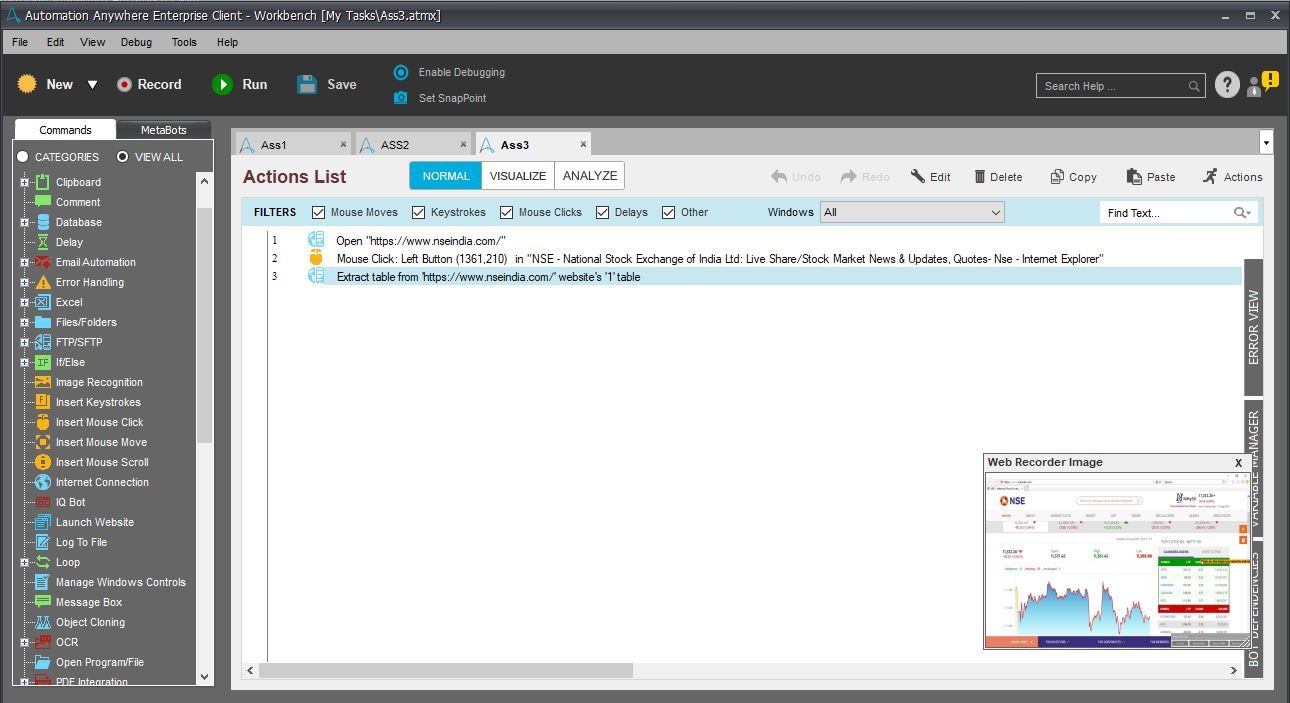 Automation Anywhere Enterprise Client - Workbench [My Tasks\Ass3.atmx]
File Edit View Debug Tools Help
New Record Run Save
Enable Debugging
Set SnapPoint
Search Help ...
Commands MetaBots
CATEGORIES VIEW ALL
Clipboard
Comment
Database
Delay
Email Automation
Error Handling
Excel
Files/Folders
FTP/SFTP
If/Else
Image Recognition
Insert Keystrokes
Insert Mouse Click
Insert Mouse Move
Insert Mouse Scroll
Internet Connection
IQ Bot
Launch Website
Log To File
Loop
Manage Windows Controls
Message Box
Object Cloning
OCR
Open Program/File
PDF Integration
Ass1 ASS2 Ass3
Actions List NORMAL VISUALIZE ANALYZE Undo Redo Edit Delete Copy Paste Actions
FILTERS Mouse Moves Keystrokes Mouse Clicks Delays Other Windows All Find Text...
1 Open "https://www.nseindia.com/"
2 Mouse Click: Left Button (1361,210) in "NSE - National Stock Exchange of India Ltd: Live Share/Stock Market News & Updates, Quotes- Nse - Internet Explorer"
3 Extract table from 'https://www.nseindia.com/' website's '1' table
ERROR VIEW
VARIABLE MANAGER
BOT DEPENDENCIES
Web Recorder Image X
NSE